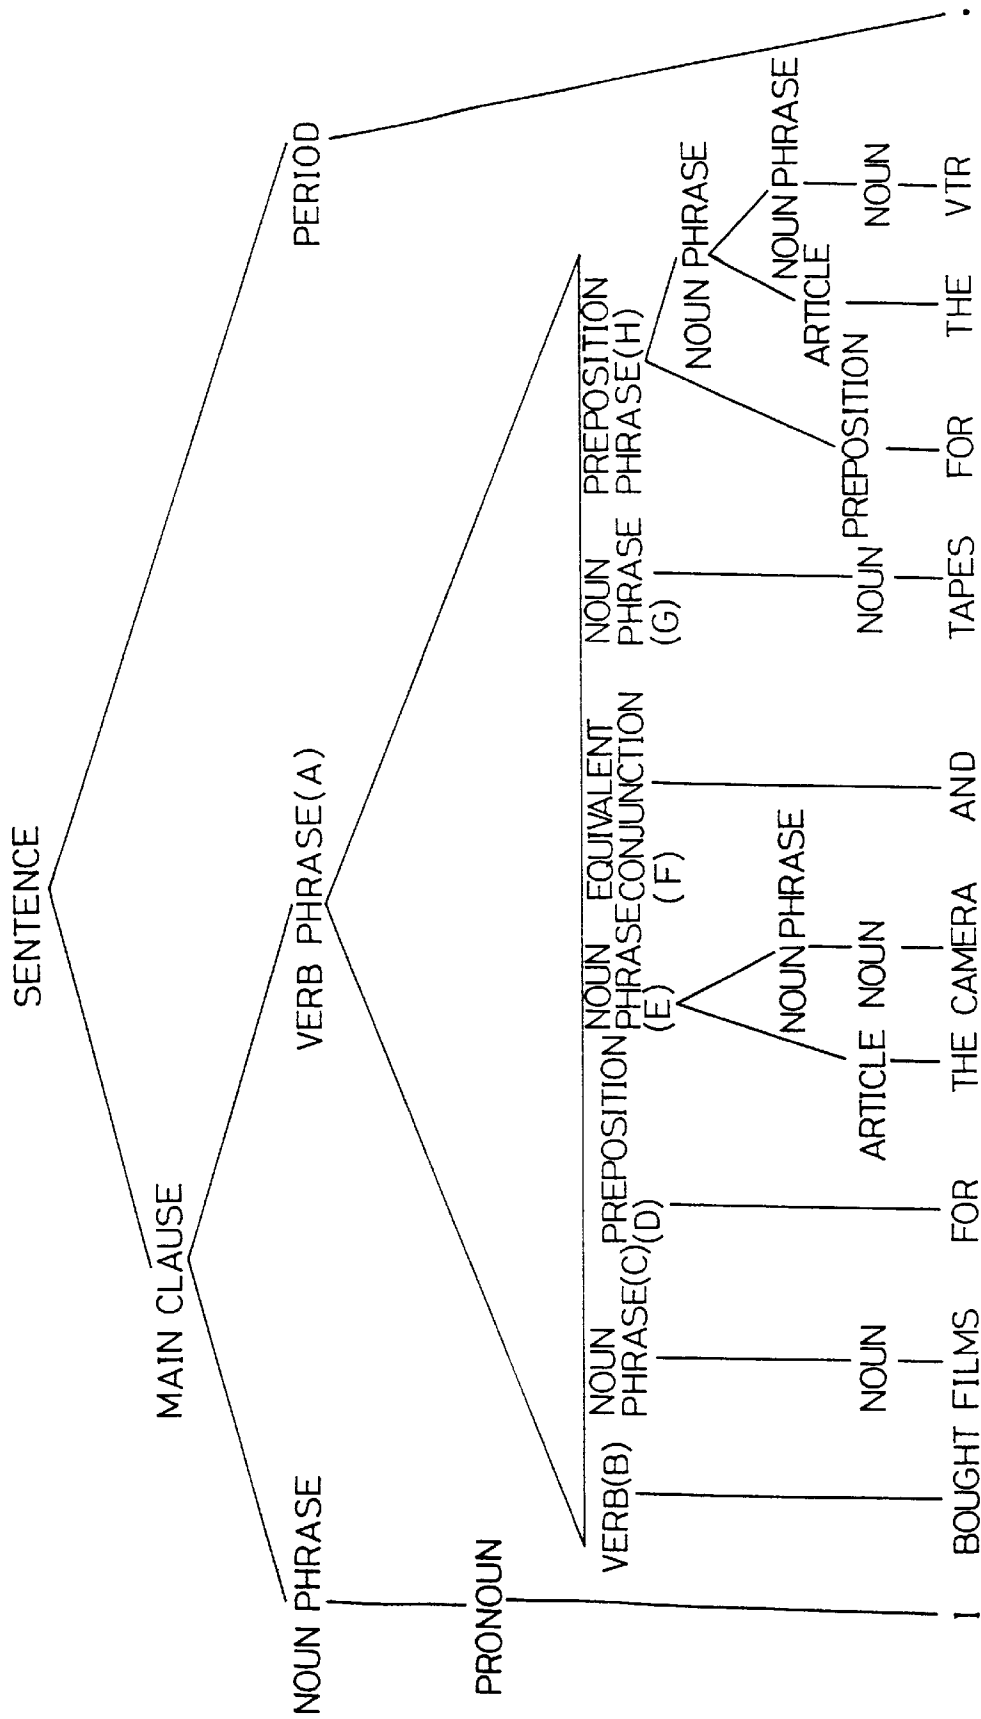 SENTENCE
MAIN CLAUSE
NOUN PHRASE
VERB PHRASE(A)
PERIOD
PRONOUN
VERB(B)
NOUN
PHRASE(C)
PREPOSITION
(D)
NOUN
PHRASE
(E)
EQUIVALENT
CONJUNCTION
(F)
NOUN
PHRASE
(G)
PREPOSITION
PHRASE(H)
NOUN PHRASE
NOUN PHRASE
NOUN PHRASE
ARTICLE
PREPOSITION
NOUN
ARTICLE
NOUN
NOUN
NOUN
I BOUGHT FILMS FOR THE CAMERA AND TAPES FOR THE VTR .